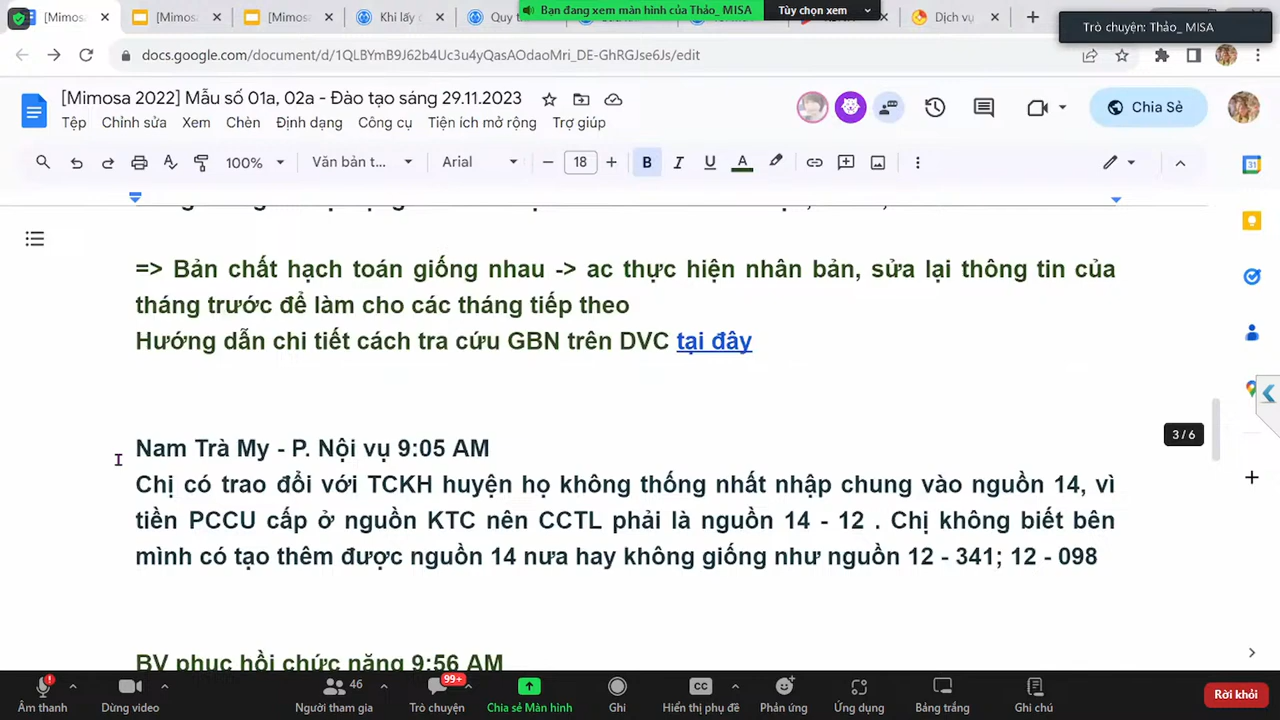 Bạn đang xem màn hình của Thảo_ MISA
Tùy chọn xem
Trò chuyện: Thảo_ MISA
[Mimosa
[Mimos
[Mimos
Khi lấy c
Quy t
Dịch vụ
docs.google.com/document/d/1QLBYmB9J62b4Uc3u4yQasAOdaoMri_DE-GhRGJse6Js/edit
[Mimosa 2022] Mẫu số 01a, 02a - Đào tạo sáng 29.11.2023
Tệp Chỉnh sửa Xem Chèn Định dạng Công cụ Tiện ích mở rộng Trợ giúp
Chia Sẻ
100% Văn bản t... Arial 18 B I U A
=> Bản chất hạch toán giống nhau -> ac thực hiện nhân bản, sửa lại thông tin của
tháng trước để làm cho các tháng tiếp theo
Hướng dẫn chi tiết cách tra cứu GBN trên DVC tại đây
Nam Trà My - P. Nội vụ 9:05 AM
3 / 6
Chị có trao đổi với TCKH huyện họ không thống nhất nhập chung vào nguồn 14, vì
tiền PCCU cấp ở nguồn KTC nên CCTL phải là nguồn 14 - 12 . Chị không biết bên
mình có tạo thêm được nguồn 14 nưa hay không giống như nguồn 12 - 341; 12 - 098
BV phục hồi chức năng 9:56 AM
99+
46
CC
Âm thanh Dừng video Người tham gia Trò chuyện Chia sẻ Màn hình Ghi Hiển thị phụ đề Phản ứng Ứng dụng Bảng trắng Ghi chú Rời khỏi